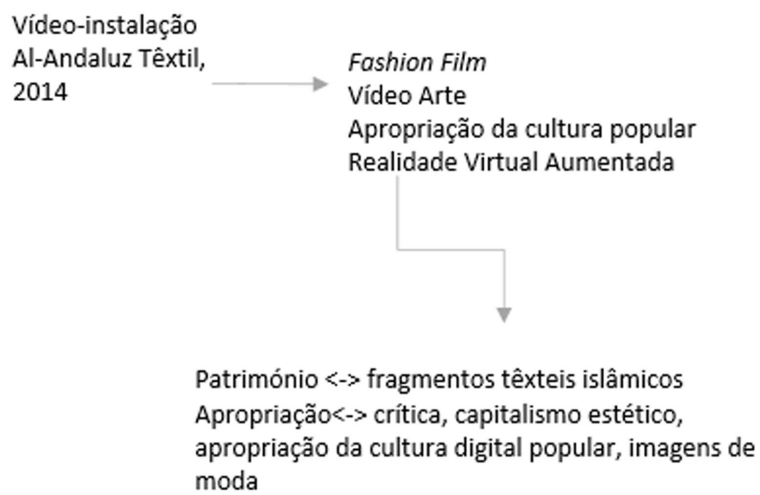 Vídeo-instalação
Al-Andaluz Têxtil,
2014
Fashion Film
Vídeo Arte
Apropriação da cultura popular
Realidade Virtual Aumentada
Património <-> fragmentos têxteis islâmicos
Apropriação<-> crítica, capitalismo estético,
apropriação da cultura digital popular, imagens de
moda